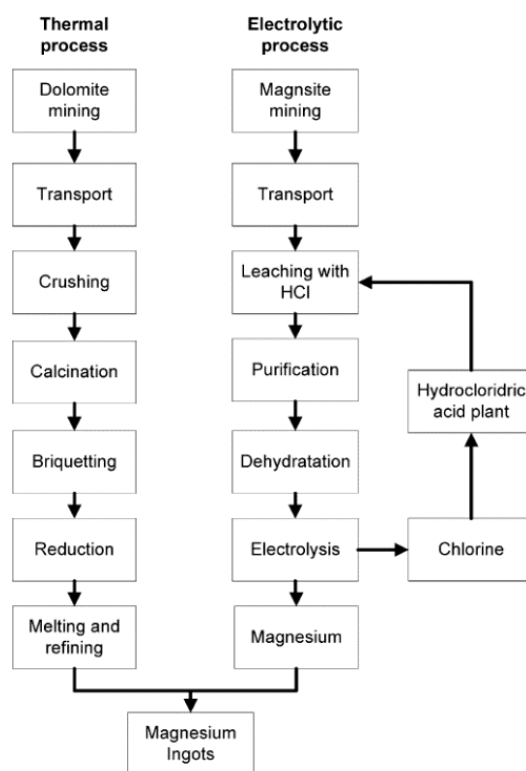 Thermal
process
Dolomite
mining
Transport
Crushing
Calcination
Briquetting
Reduction
Melting and
refining
Electrolytic
process
Magnsite
mining
Transport
Leaching with
HCl
Purification
Dehydratation
Electrolysis
Magnesium
Hydrocloridric
acid plant
Chlorine
Magnesium
Ingots